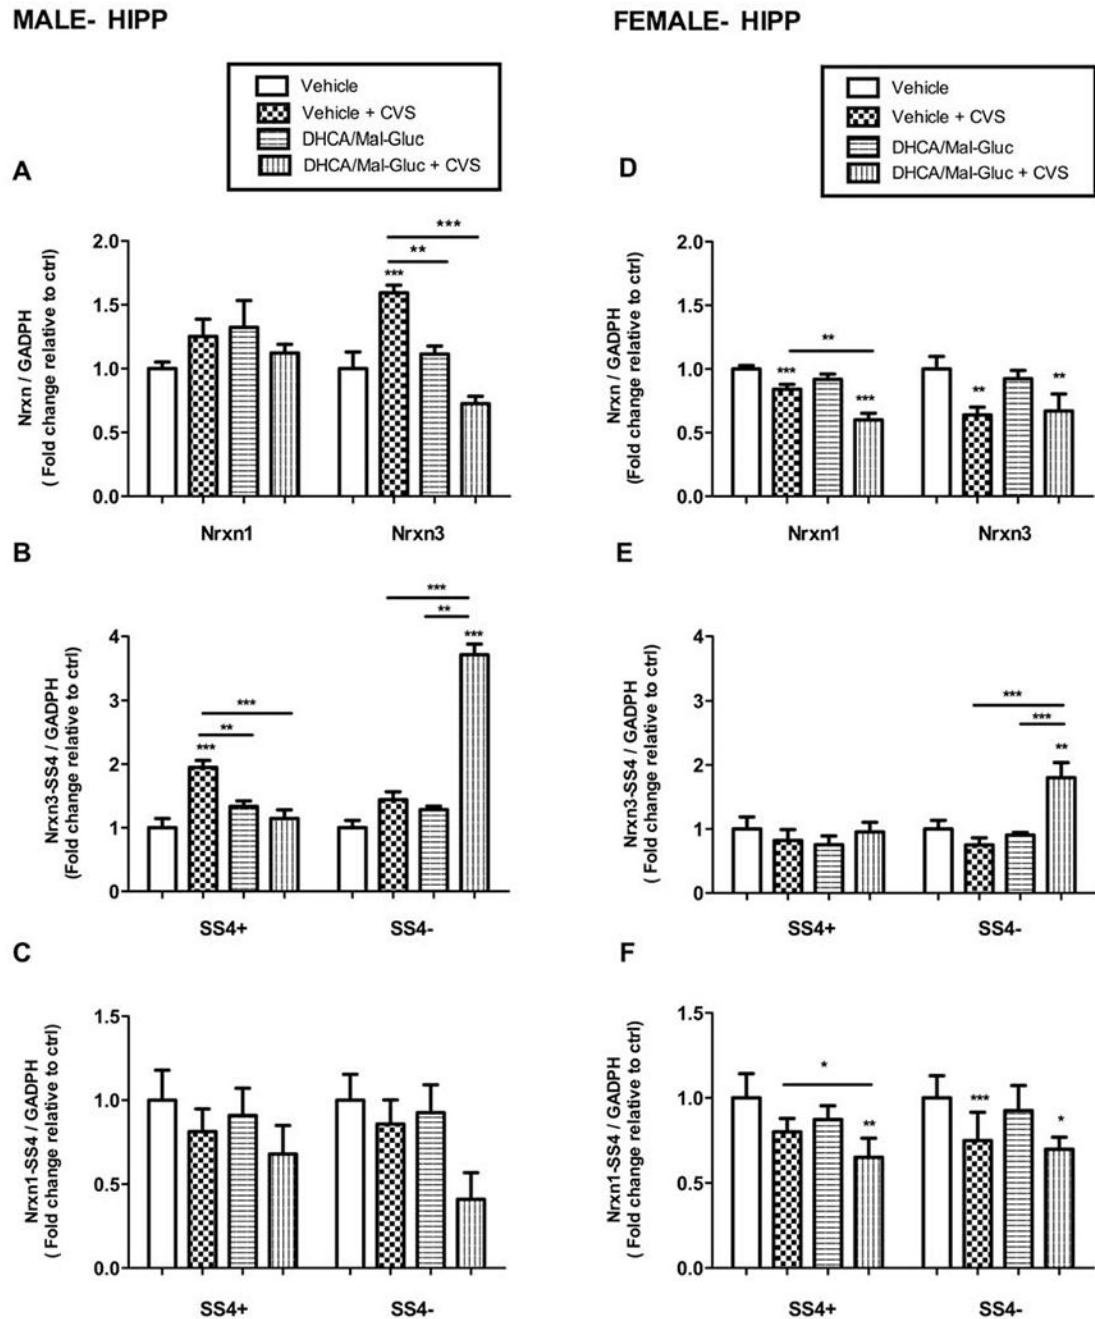 MALE- HIPP
Vehicle
Vehicle + CVS
DHCA/Mal-Gluc
DHCA/Mal-Gluc + CVS
A
Nrxn / GADPH
( Fold change relative to ctrl)
2.0
1.5
1.0
0.5
0.0
***
**
***
Nrxn1
Nrxn3
B
Nrxn3-SS4 / GADPH
(Fold change relative to ctrl)
4
3
2
1
0
***
**
***
***
**
***
SS4+
SS4-
C
Nrxn1-SS4 / GADPH
( Fold change relative to ctrl)
1.5
1.0
0.5
0.0
SS4+
SS4-
FEMALE- HIPP
Vehicle
Vehicle + CVS
DHCA/Mal-Gluc
DHCA/Mal-Gluc + CVS
D
Nrxn / GADPH
(Fold change relative to ctrl)
2.0
1.5
1.0
0.5
0.0
**
***
***
**
**
Nrxn1
Nrxn3
E
Nrxn3-SS4 / GADPH
( Fold change relative to ctrl)
4
3
2
1
0
***
***
**
SS4+
SS4-
F
Nrxn1-SS4 / GADPH
( Fold change relative to ctrl)
1.5
1.0
0.5
0.0
*
**
***
*
SS4+
SS4-